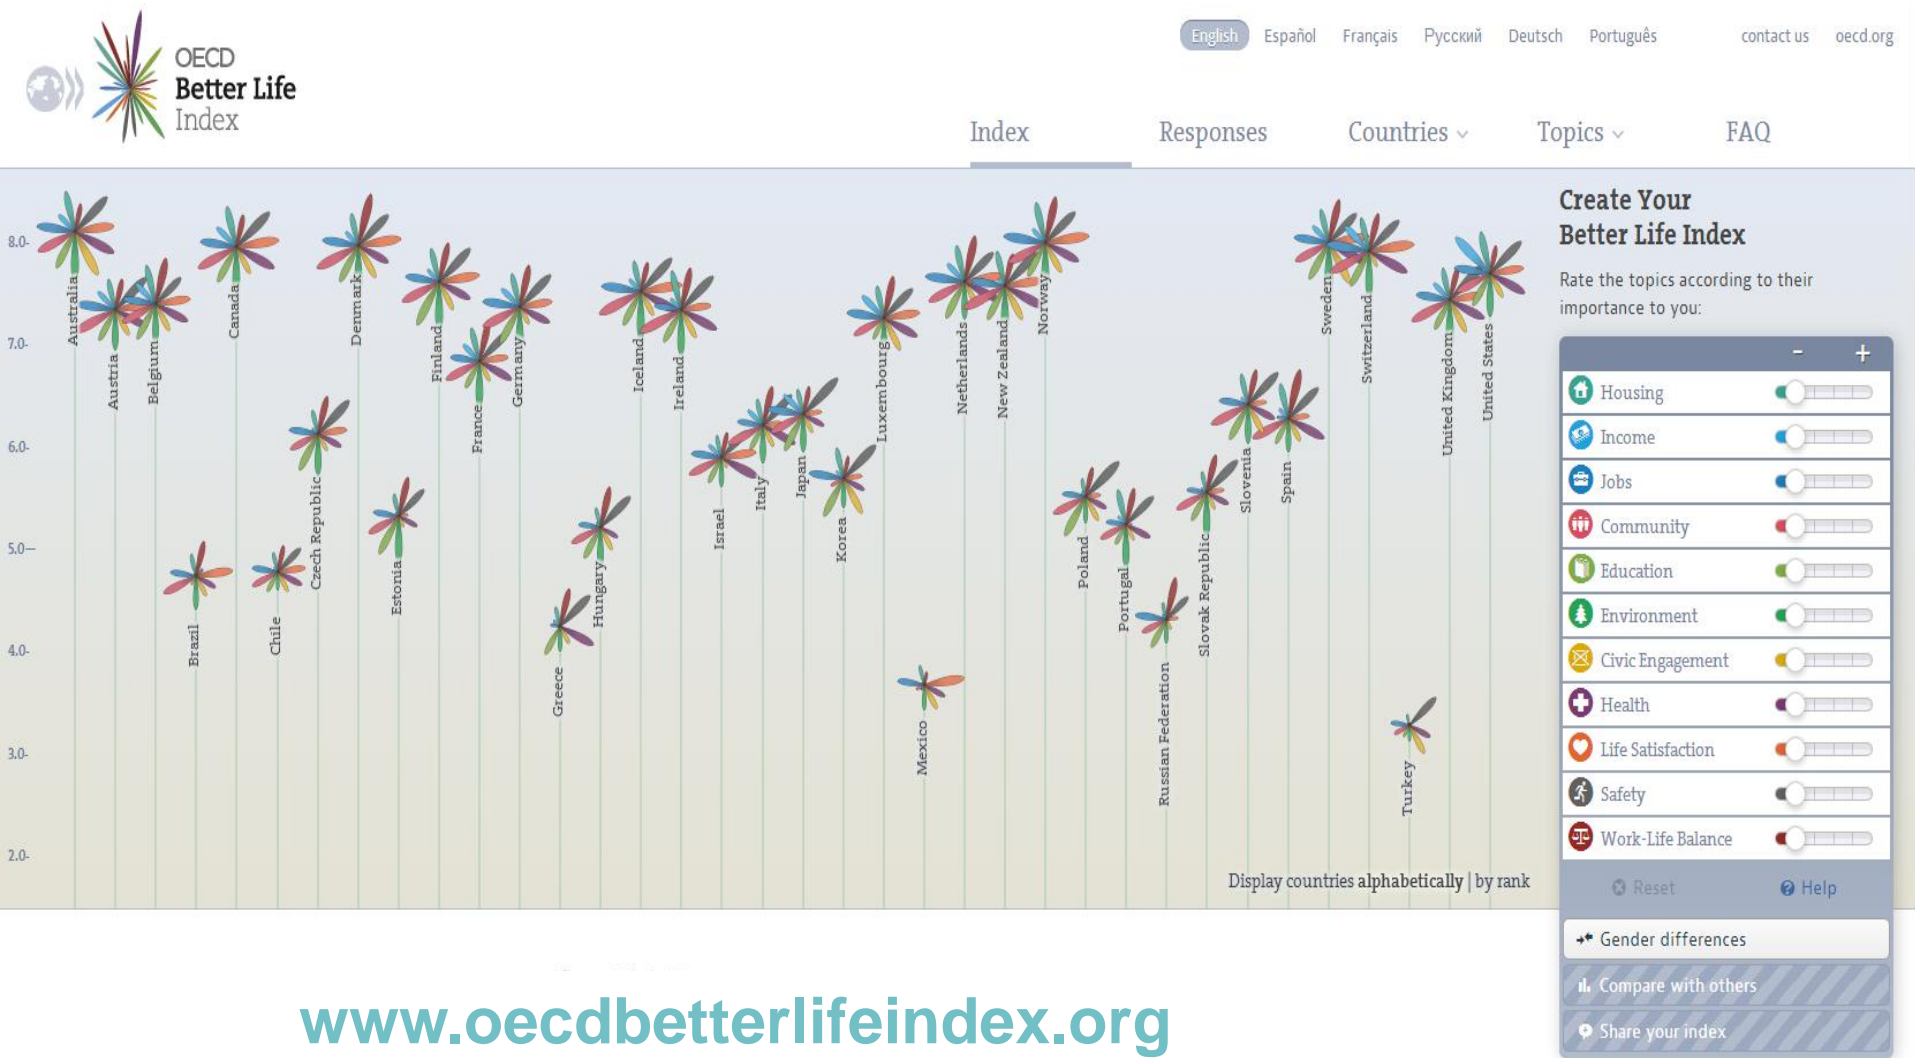 OECD
Better Life
Index
English Español Français Русский Deutsch Português contact us oecd.org
Index Responses Countries Topics FAQ
8.0-
7.0-
6.0-
5.0-
4.0-
3.0-
2.0-
Australia
Austria
Belgium
Brazil
Canada
Chile
Czech Republic
Denmark
Estonia
Finland
France
Germany
Greece
Hungary
Iceland
Ireland
Israel
Italy
Japan
Korea
Luxembourg
Mexico
Netherlands
New Zealand
Norway
Poland
Portugal
Russian Federation
Slovak Republic
Slovenia
Spain
Sweden
Switzerland
Turkey
United Kingdom
United States
Display countries alphabetically | by rank
Create Your
Better Life Index
Rate the topics according to their
importance to you:
- +
Housing
Income
Jobs
Community
Education
Environment
Civic Engagement
Health
Life Satisfaction
Safety
Work-Life Balance
Reset Help
Gender differences
Compare with others
Share your index
www.oecdbetterlifeindex.org